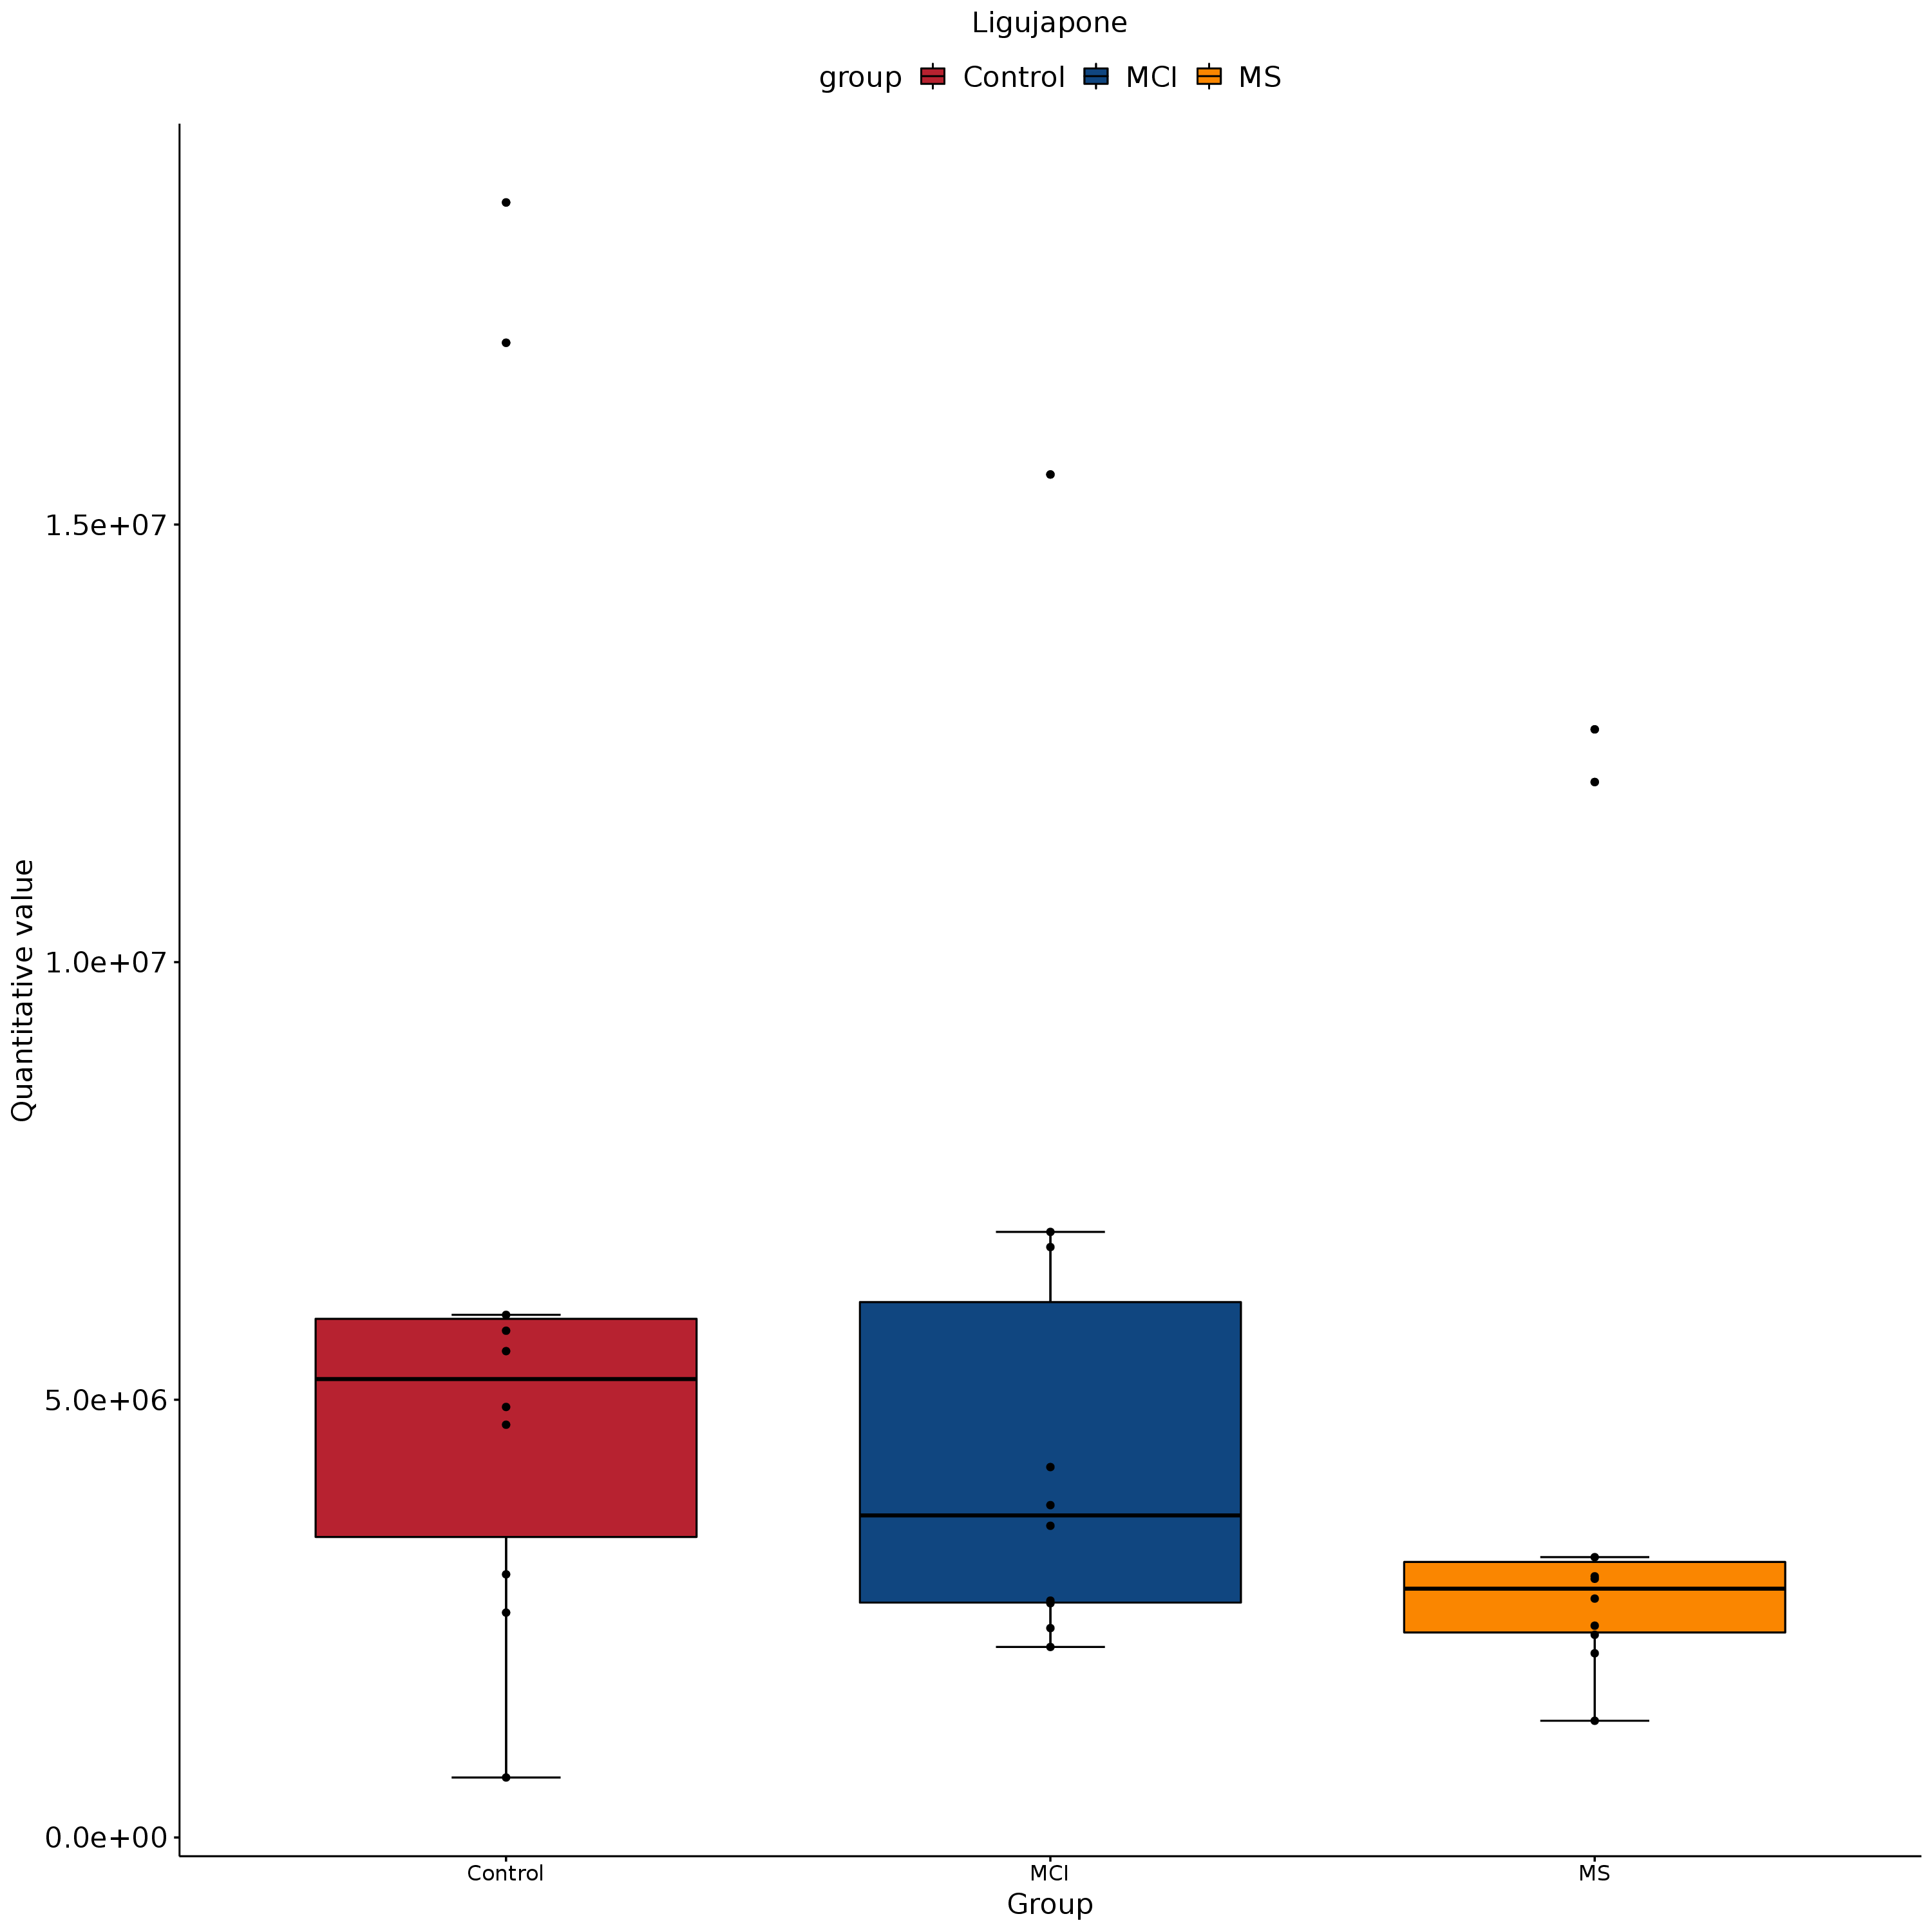 Ligujapone
group Control MCI MS
Quantitative value
1.5e+07
1.0e+07
5.0e+06
0.0e+00
Control MCI MS
Group